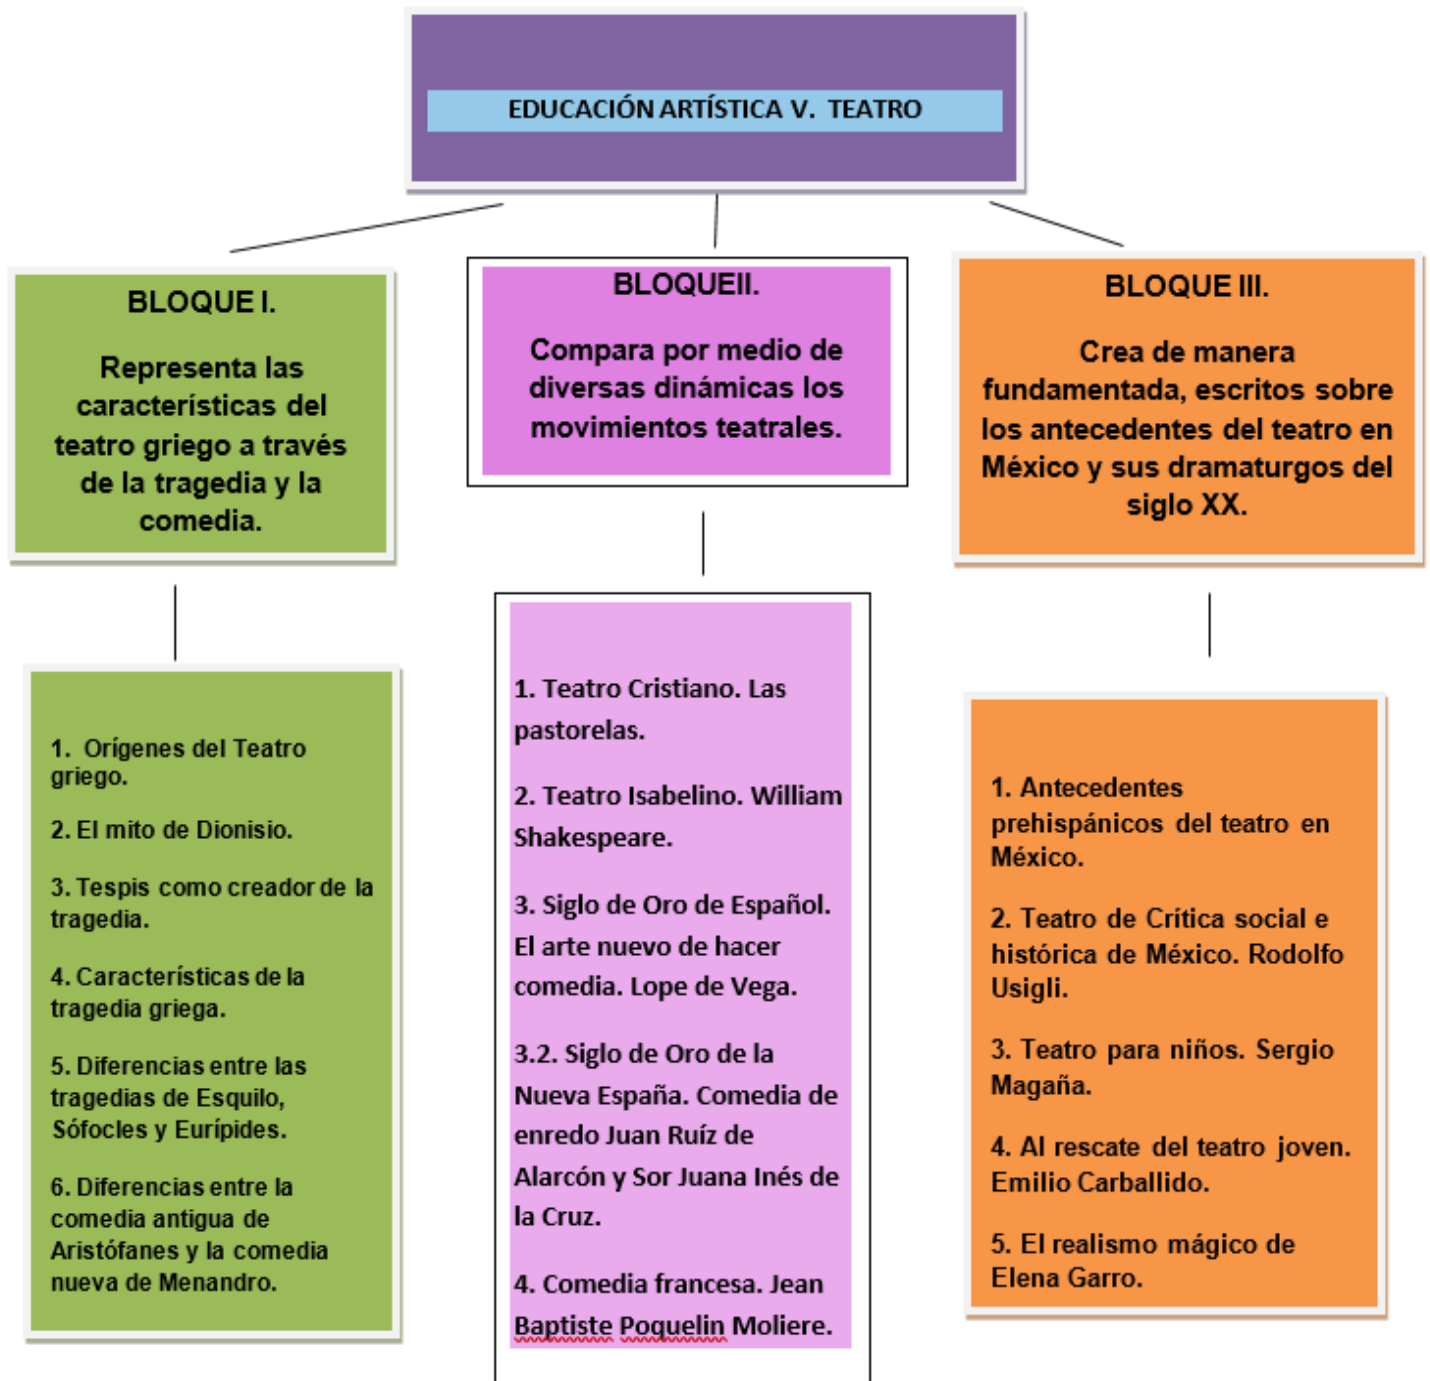 EDUCACIÓN ARTÍSTICA V. TEATRO
BLOQUE I.
Representa las
características del
teatro griego a través
de la tragedia y la
comedia.
1. Orígenes del Teatro
griego.
2. El mito de Dionisio.
3. Tespis como creador de la
tragedia.
4. Características de la
tragedia griega.
5. Diferencias entre las
tragedias de Esquilo,
Sófocles y Eurípides.
6. Diferencias entre la
comedia antigua de
Aristófanes y la comedia
nueva de Menandro.
BLOQUEII.
Compara por medio de
diversas dinámicas los
movimientos teatrales.
1. Teatro Cristiano. Las
pastorelas.
2. Teatro Isabelino. William
Shakespeare.
3. Siglo de Oro de Español.
El arte nuevo de hacer
comedia. Lope de Vega.
3.2. Siglo de Oro de la
Nueva España. Comedia de
enredo Juan Ruíz de
Alarcón y Sor Juana Inés de
la Cruz.
4. Comedia francesa. Jean
Baptiste Poquelin Moliere.
BLOQUE III.
Crea de manera
fundamentada, escritos sobre
los antecedentes del teatro en
México y sus dramaturgos del
siglo XX.
1. Antecedentes
prehispánicos del teatro en
México.
2. Teatro de Crítica social e
histórica de México. Rodolfo
Usigli.
3. Teatro para niños. Sergio
Magaña.
4. Al rescate del teatro joven.
Emilio Carballido.
5. El realismo mágico de
Elena Garro.